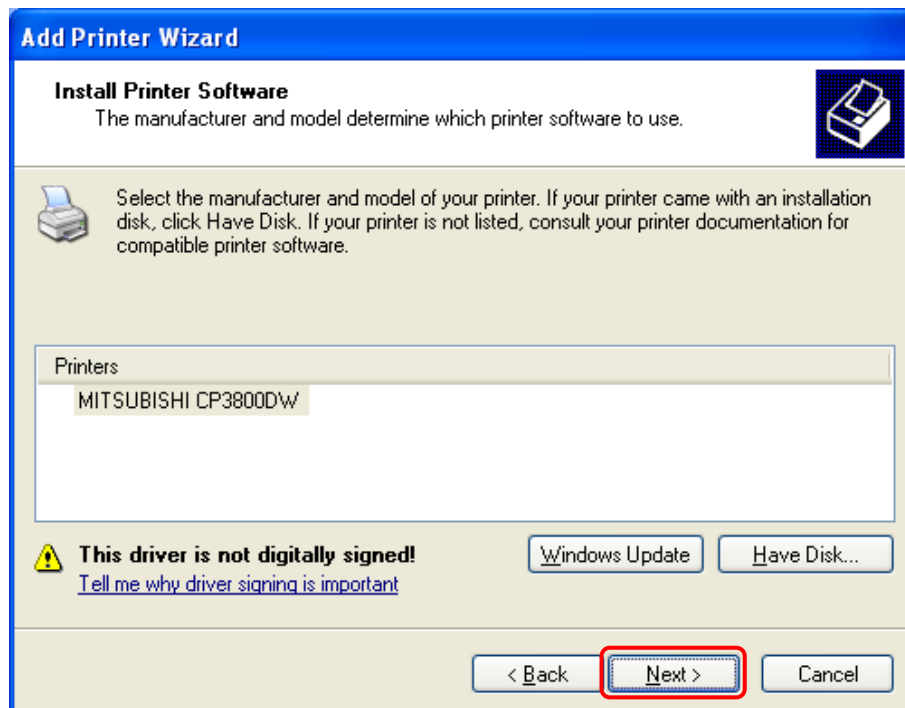 Add Printer Wizard
Install Printer Software
The manufacturer and model determine which printer software to use.
Select the manufacturer and model of your printer. If your printer came with an installation
disk, click Have Disk. If your printer is not listed, consult your printer documentation for
compatible printer software.
Printers
MITSUBISHI CP3800DW
This driver is not digitally signed!
Windows Update
Have Disk...
Tell me why driver signing is important
< Back
Next >
Cancel